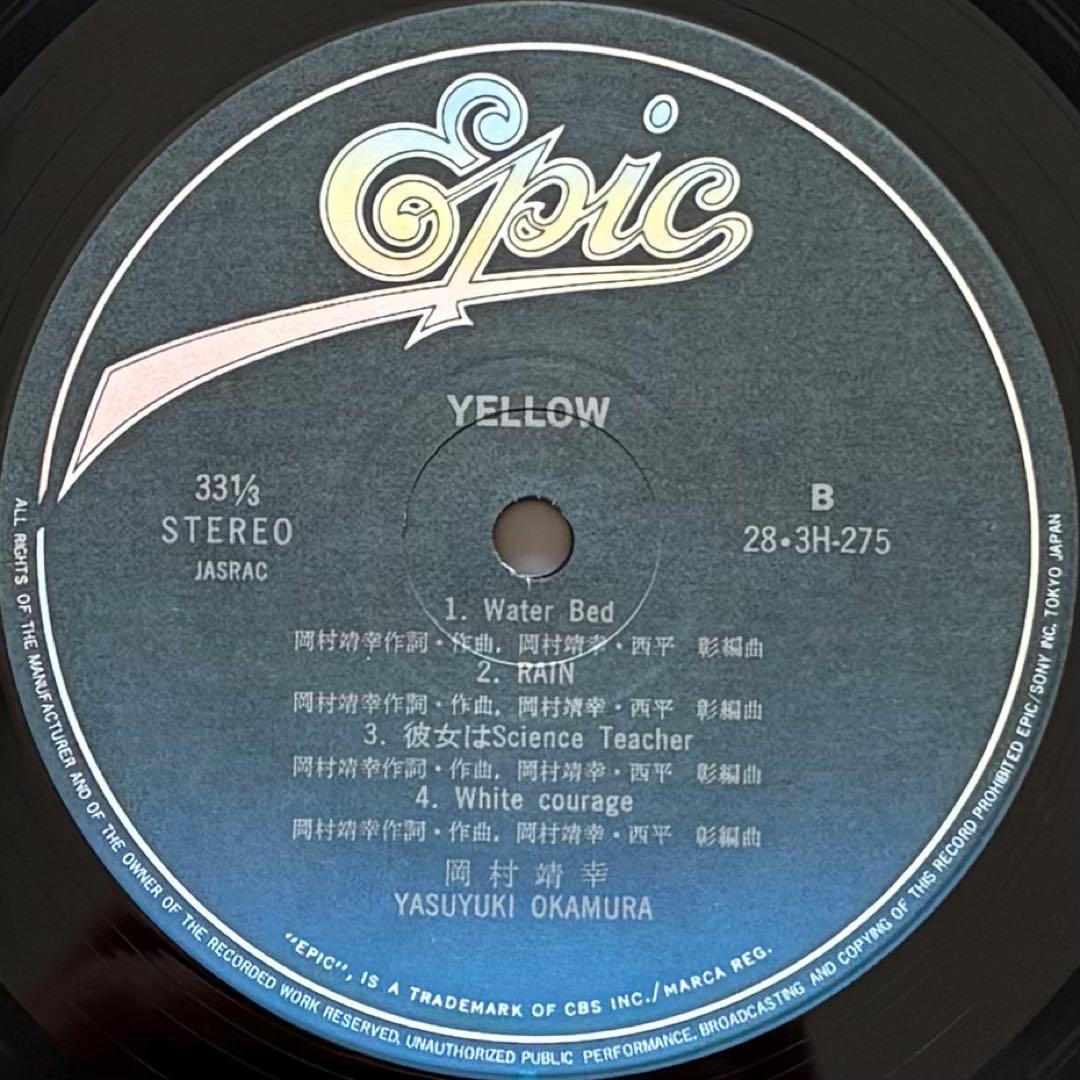 Epic
YELLOW
33⅓
STEREO
JASRAC
B
28・3H-275
1. Water Bed
岡村靖幸作詞・作曲, 岡村靖幸・西平 彰編曲
2. RAIN
岡村靖幸作詞・作曲, 岡村靖幸・西平 彰編曲
3. 彼女はScience Teacher
岡村靖幸作詞・作曲, 岡村靖幸・西平 彰編曲
4. White courage
岡村靖幸作詞・作曲, 岡村靖幸・西平 彰編曲
岡村靖幸
YASUYUKI OKAMURA
"EPIC", IS A TRADEMARK OF CBS INC./MARCA REG.
ALL RIGHTS OF THE MANUFACTURER AND OF THE OWNER OF THE RECORDED WORK RESERVED. UNAUTHORIZED PUBLIC PERFORMANCE, BROADCASTING AND COPYING OF THIS RECORD PROHIBITED EPIC/SONY INC. TOKYO JAPAN